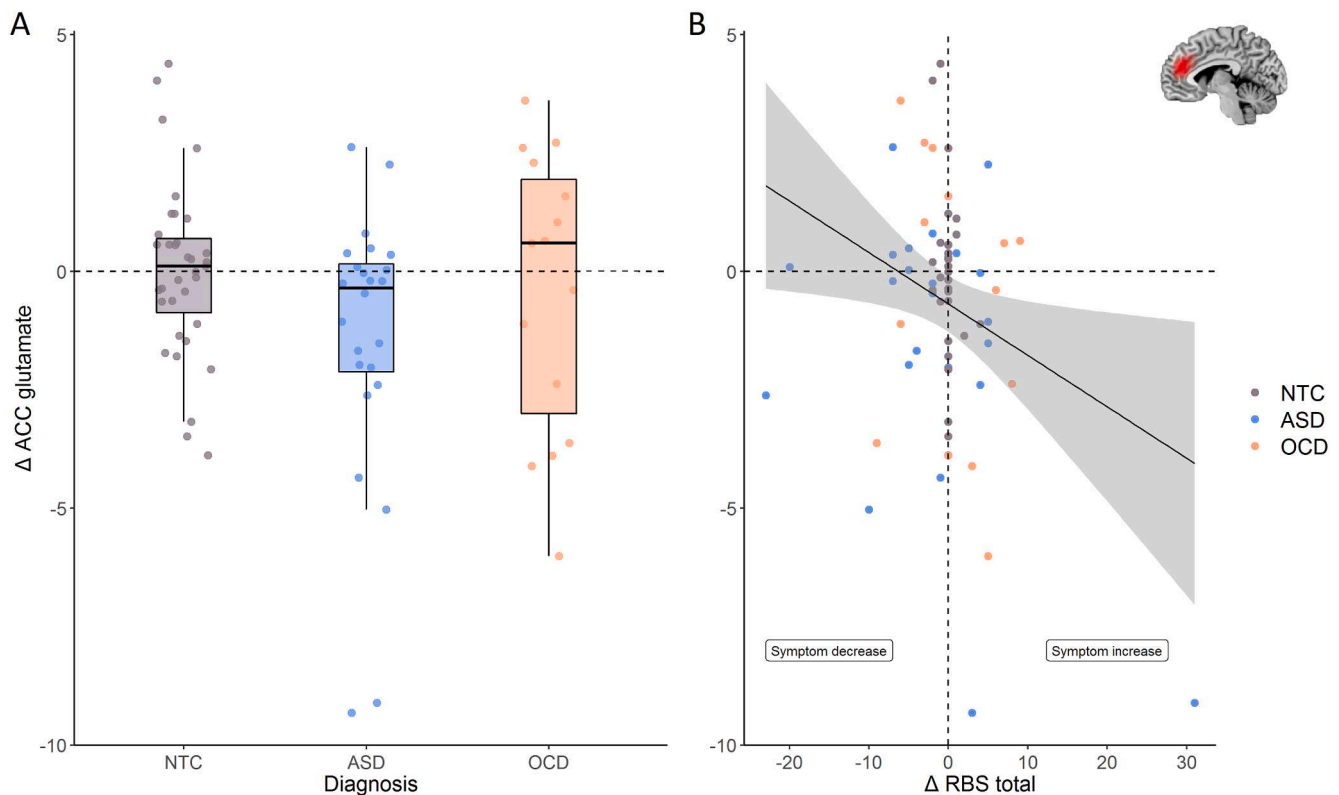 A
5
0
-5
-10
Δ ACC glutamate
NTC
ASD
OCD
Diagnosis
B
5
0
-5
-10
Symptom decrease
Symptom increase
-20
-10
0
10
20
30
Δ RBS total
NTC
ASD
OCD